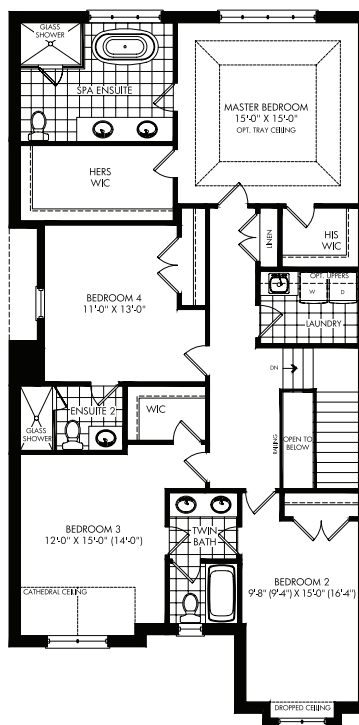 GLASS
SHOWER
SPA ENSUITE
MASTER BEDROOM
15'-0" X 15'-0"
OPT. TRAY CEILING
HERS
WIC
LINEN
HIS
WIC
BEDROOM 4
11'-0" X 13'-0"
OPT. UPPERS
W
D
LAUNDRY
DN
ENSUITE 2
WIC
GLASS
SHOWER
RAILING
OPEN TO
BELOW
TWIN
BATH
BEDROOM 3
12'-0" X 15'-0" (14'-0")
CATHEDRAL CEILING
BEDROOM 2
9'-8" (9'-4") X 15'-0" (16'-4")
DROPPED CEILING